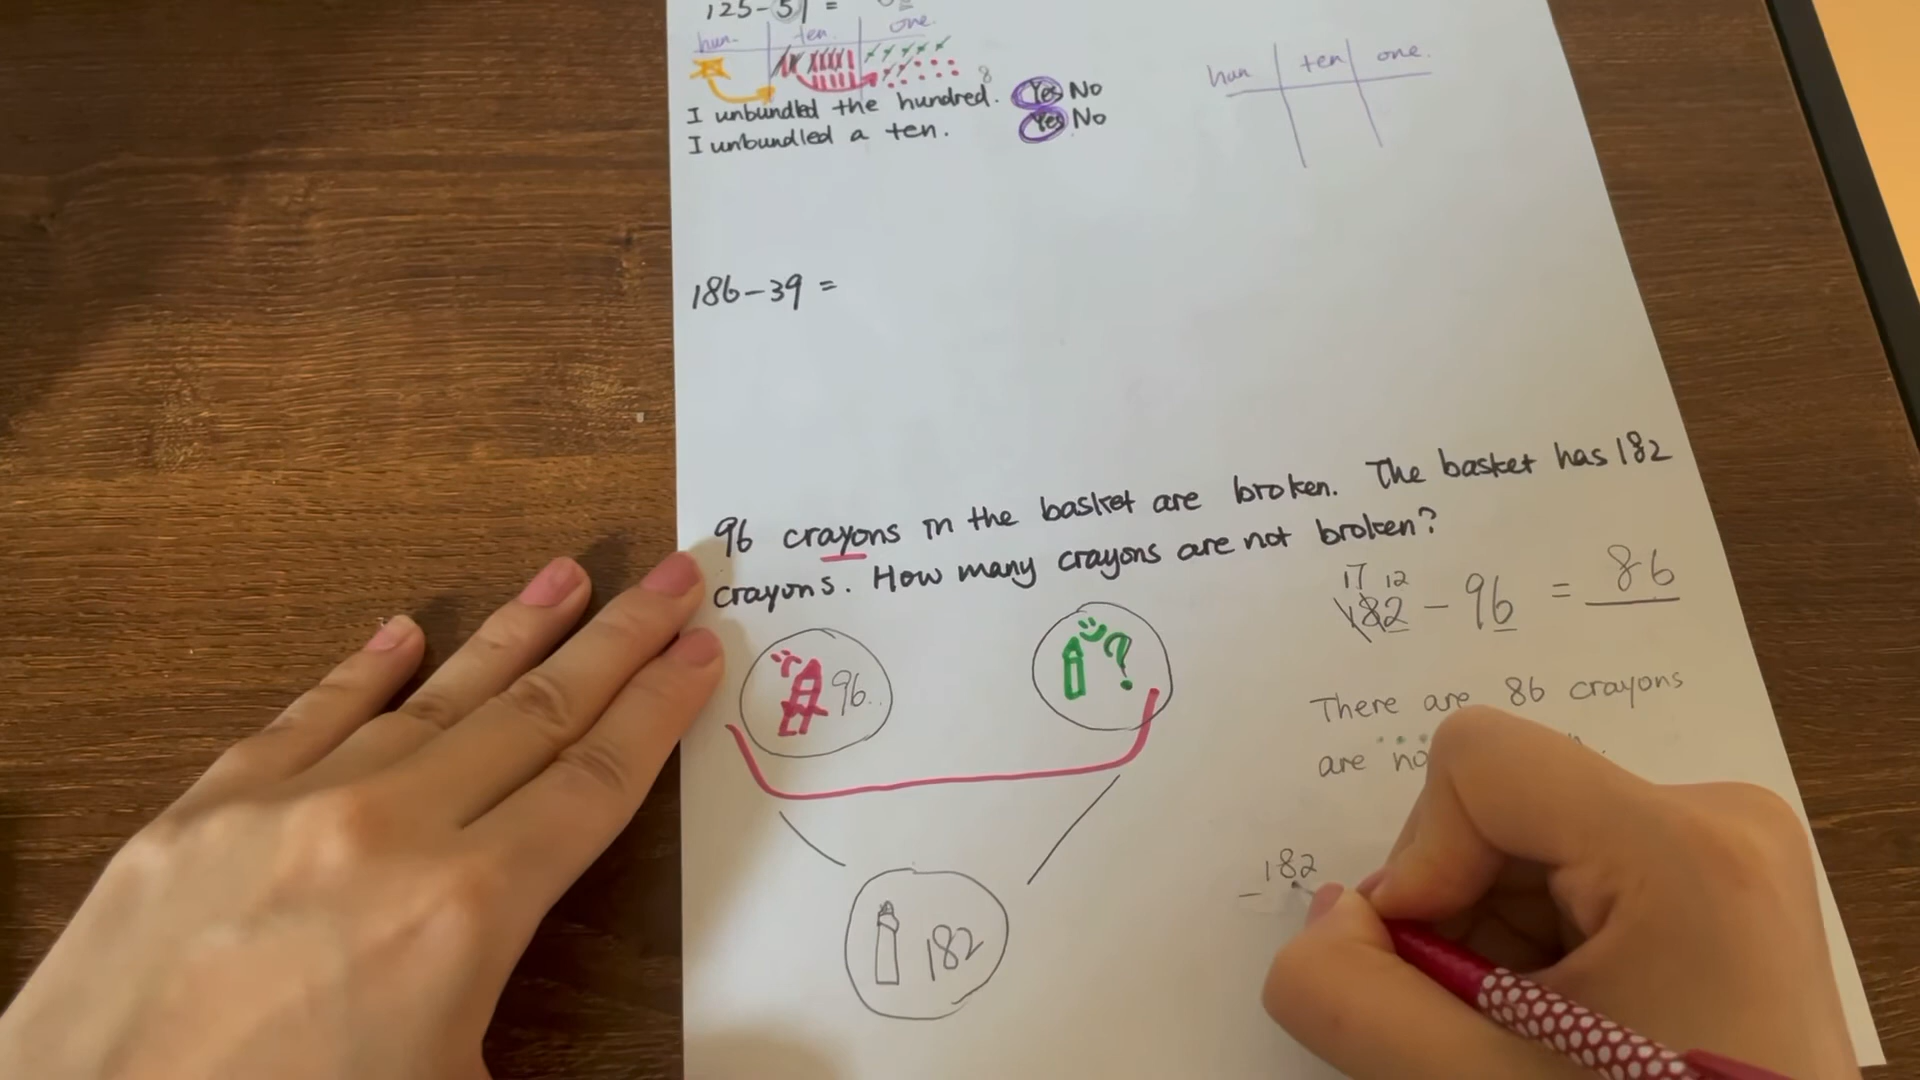 125-51 =
hun- ten. one.
8
I unbundled the hundred. Yes No
I unbundled a ten. Yes No
hun ten one.
186-39 =
96 crayons in the basket are broken. The basket has 182
crayons. How many crayons are not broken?
17 12
182 - 96 = 86
96
?
182
There are 86 crayons
are
182
-